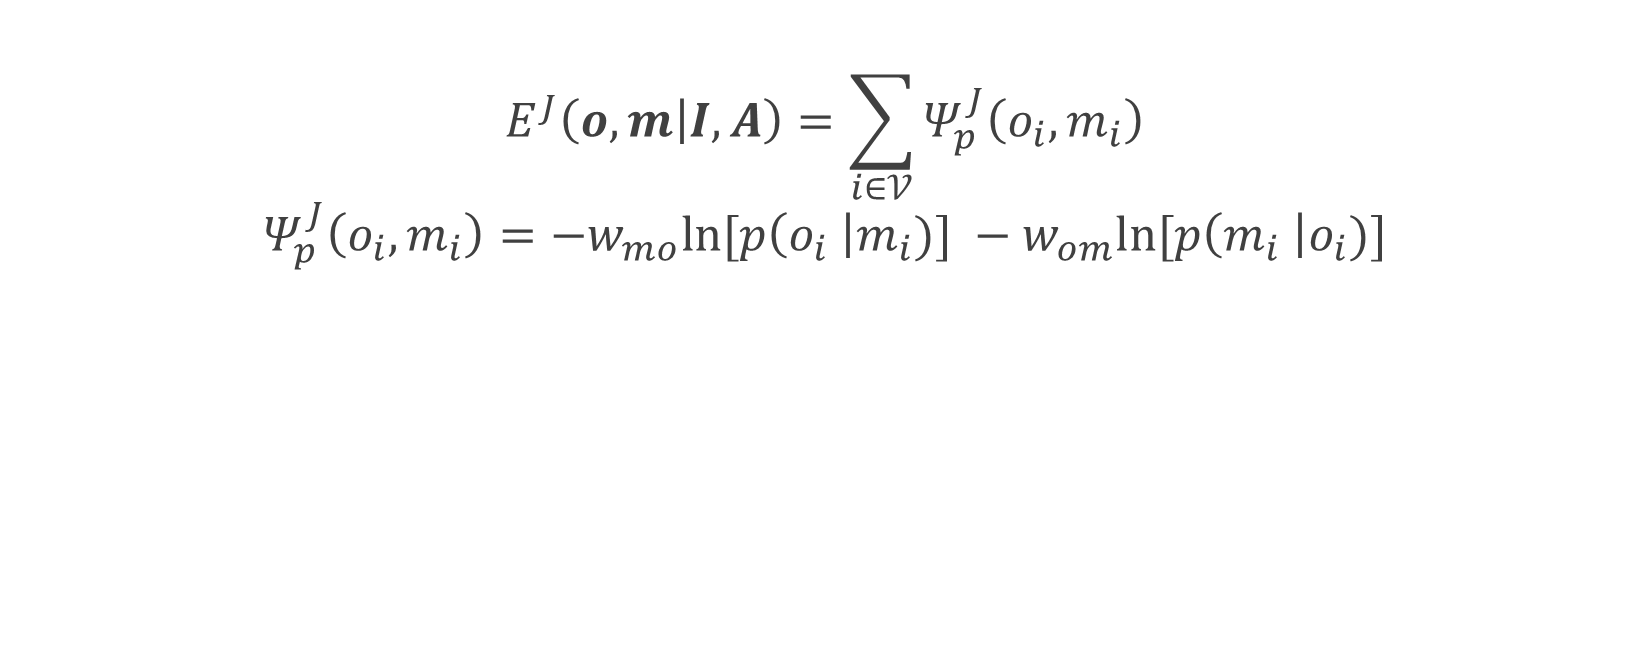 E^J(𝒐, 𝒎|𝑰, 𝑨) = ∑_{i∈𝒱} Ψ_p^J(o_i, m_i)
Ψ_p^J(o_i, m_i) = −w_{mo} ln[p(o_i |m_i)] − w_{om} ln[p(m_i |o_i)]